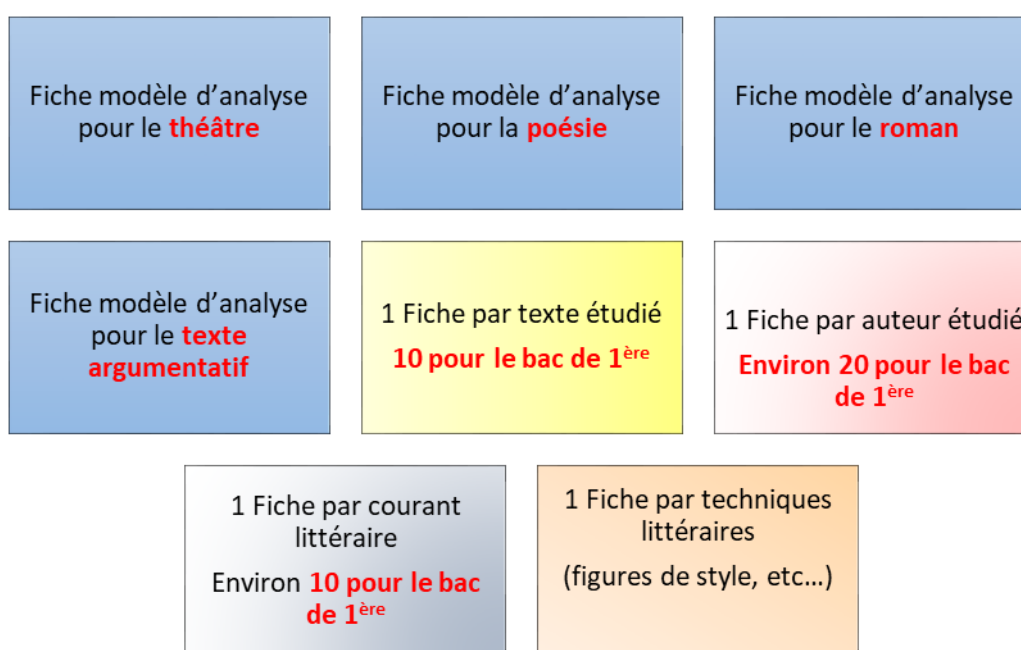 Fiche modèle d’analyse
pour le théâtre
Fiche modèle d’analyse
pour la poésie
Fiche modèle d’analyse
pour le roman
Fiche modèle d’analyse
pour le texte
argumentatif
1 Fiche par texte étudié
10 pour le bac de 1ère
1 Fiche par auteur étudié
Environ 20 pour le bac
de 1ère
1 Fiche par courant
littéraire
Environ 10 pour le bac
de 1ère
1 Fiche par techniques
littéraires
(figures de style, etc…)